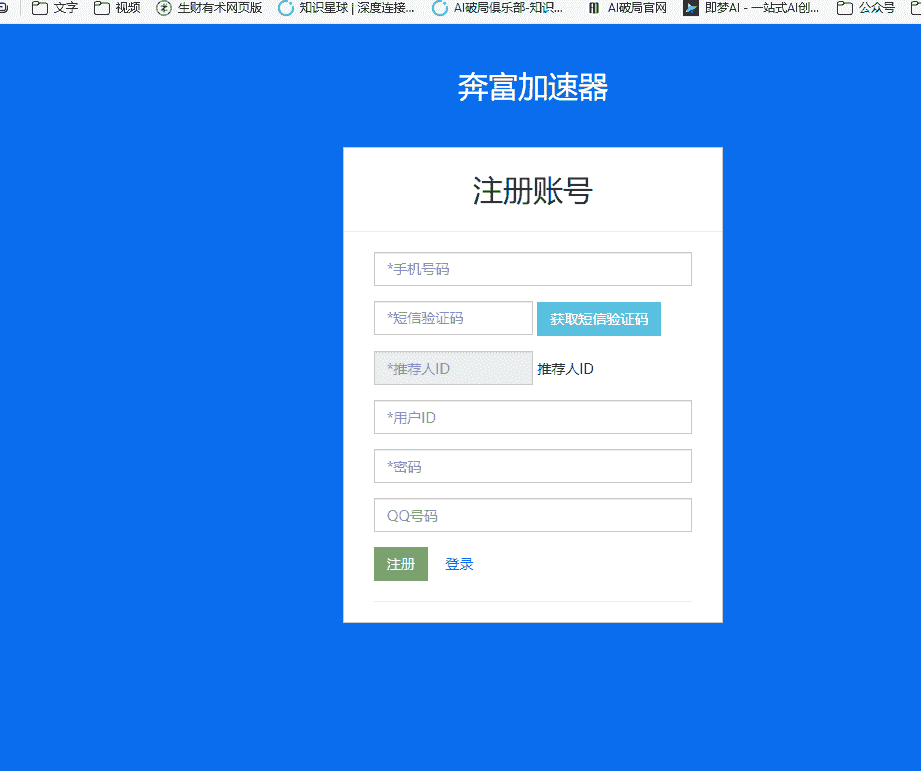 文字 视频 生财有术网页版 知识星球 | 深度连接... AI破局俱乐部-知识... AI破局官网 即梦AI - 一站式AI创... 公众号
奔富加速器
注册账号
*手机号码
*短信验证码 获取短信验证码
*推荐人ID 推荐人ID
*用户ID
*密码
QQ号码
注册 登录